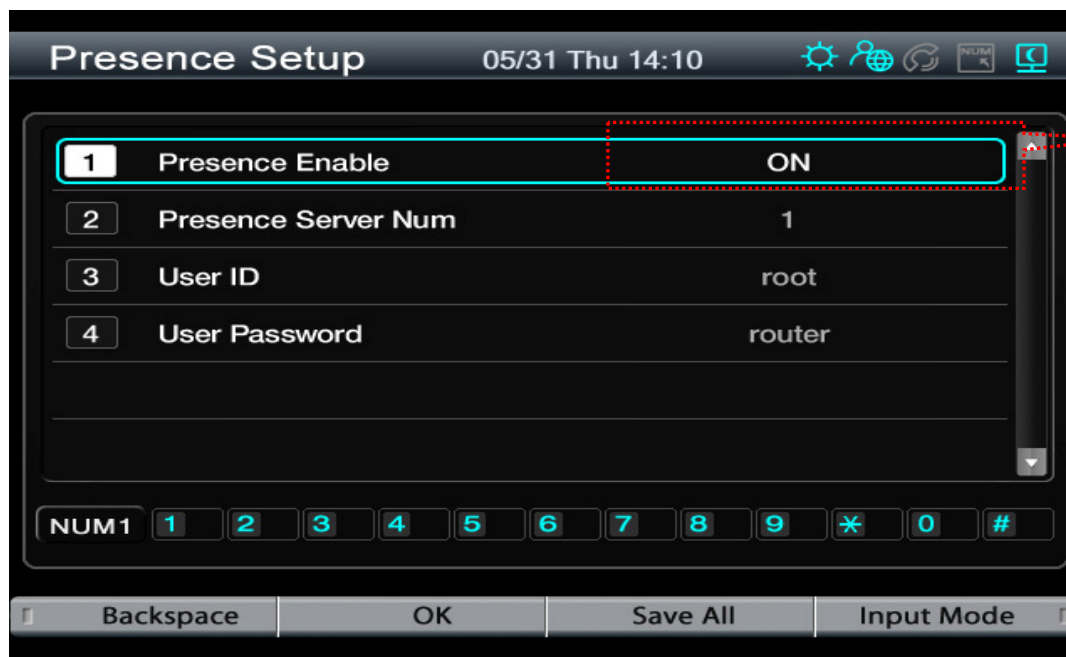 Presence Setup 05/31 Thu 14:10 NUM
1 Presence Enable ON
2 Presence Server Num 1
3 User ID root
4 User Password router
NUM1 1 2 3 4 5 6 7 8 9 * 0 #
Backspace OK Save All Input Mode